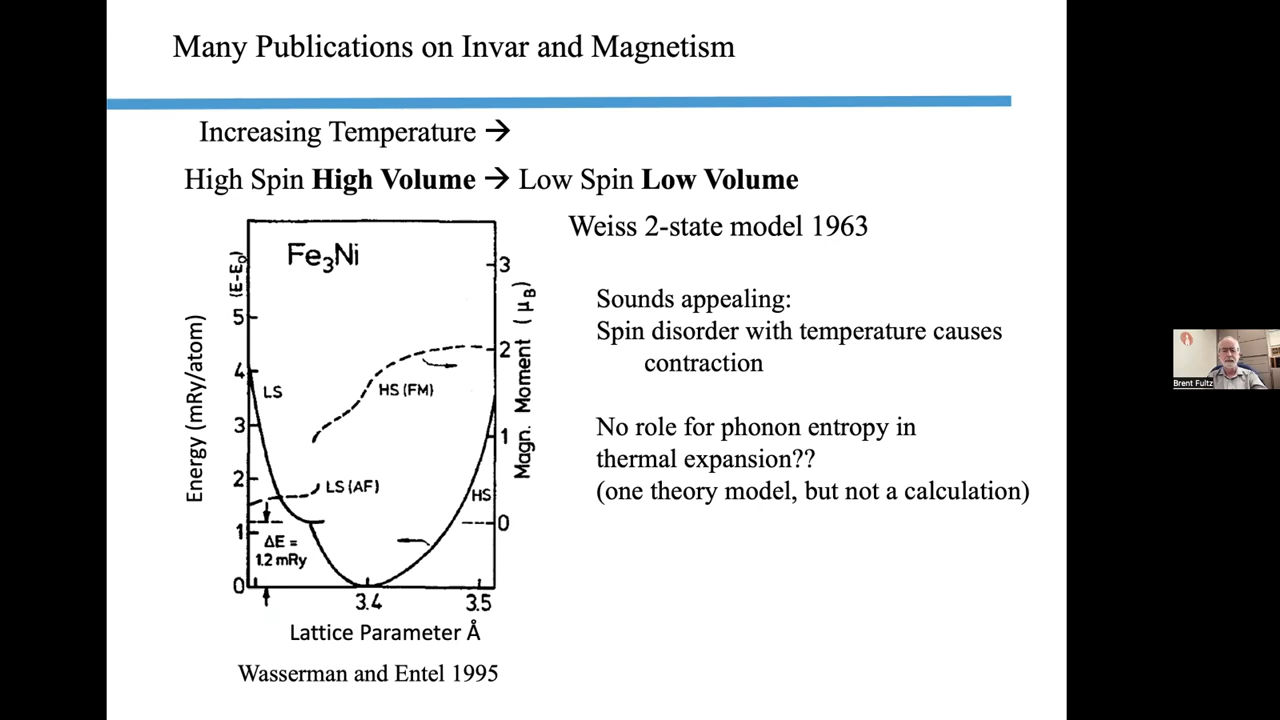 Many Publications on Invar and Magnetism
Increasing Temperature →
High Spin High Volume → Low Spin Low Volume
Weiss 2-state model 1963
Sounds appealing:
Spin disorder with temperature causes
contraction
No role for phonon entropy in
thermal expansion??
(one theory model, but not a calculation)
Fe3Ni
Energy (mRy/atom)
(E-E0)
5
4
3
2
1
0
LS
HS (FM)
LS (AF)
HS
ΔE =
1.2 mRy
3
2
1
0
Magn. Moment (μB)
3.4
3.5
Lattice Parameter Å
Wasserman and Entel 1995
Brent Fultz